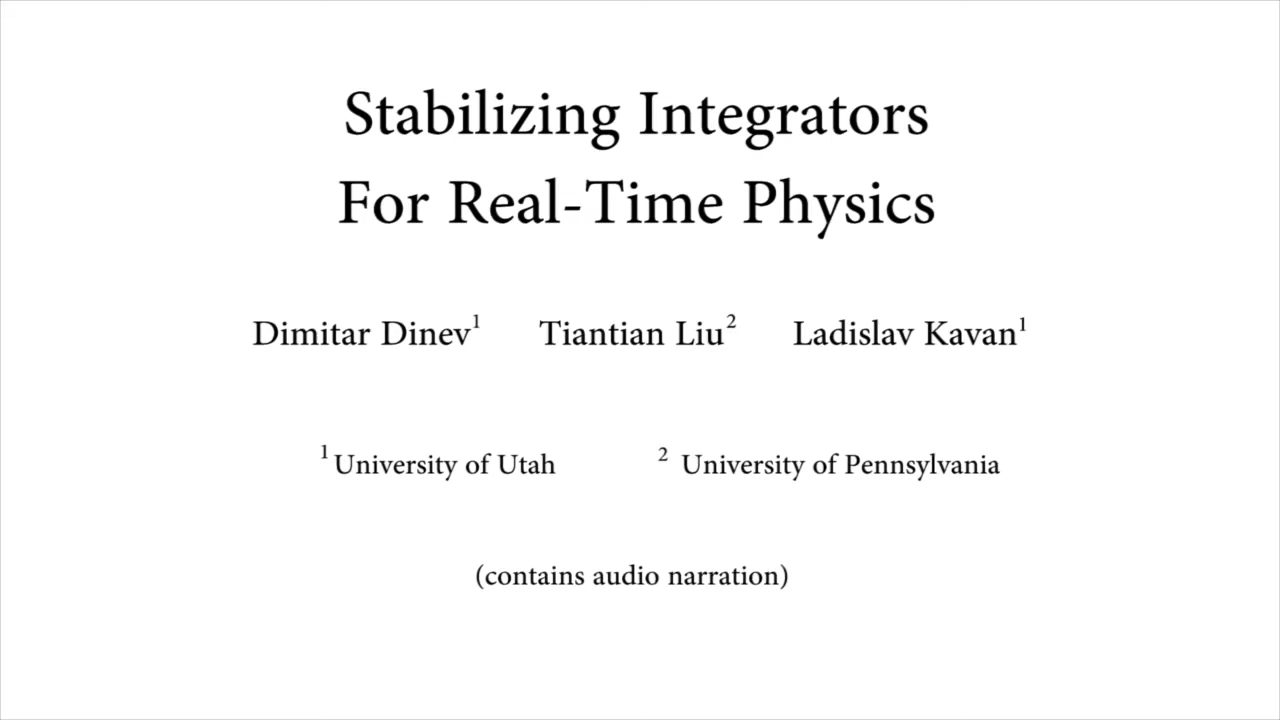 Stabilizing Integrators
For Real-Time Physics
Dimitar Dinev¹ Tiantian Liu² Ladislav Kavan¹
¹ University of Utah ² University of Pennsylvania
(contains audio narration)